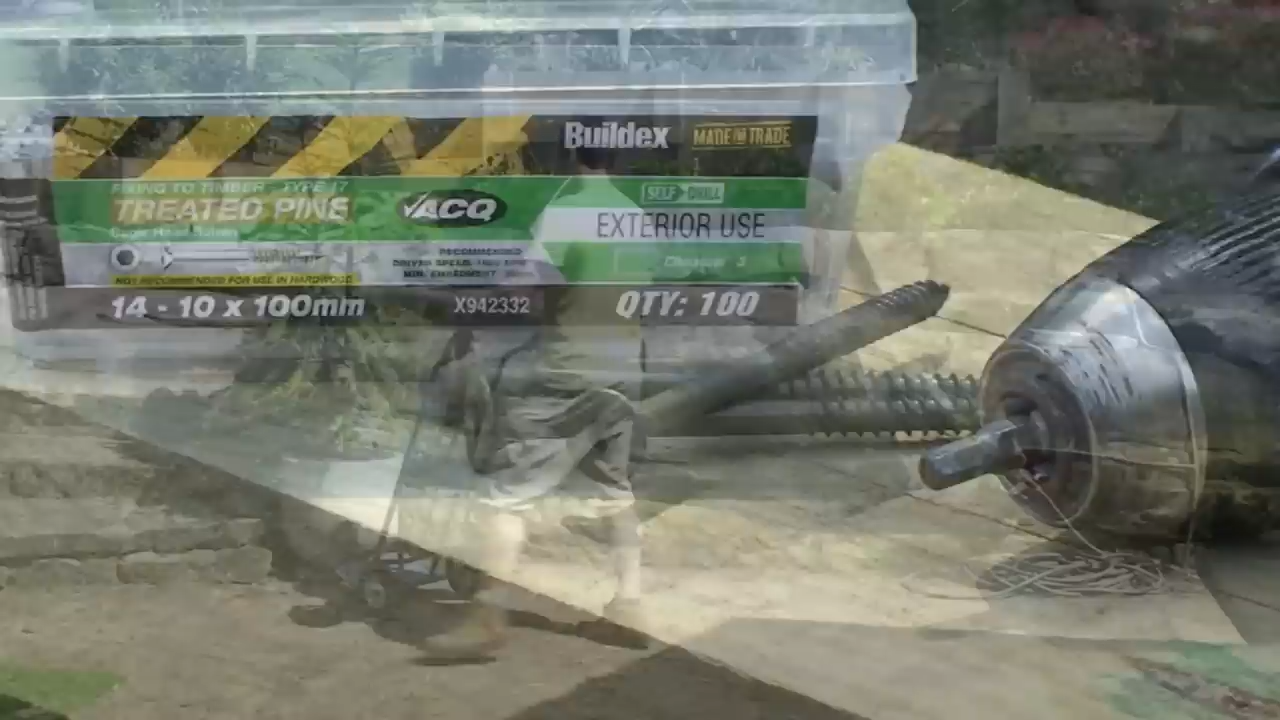 Buildex MADE FOR TRADE
FIXING TO TIMBER - TYPE 17
TREATED PINE
ACQ
SELF DRILL
EXTERIOR USE
NOT RECOMMENDED FOR USE IN HARDWOOD
RECOMMENDED
14 - 10 x 100mm
X942332
QTY: 100